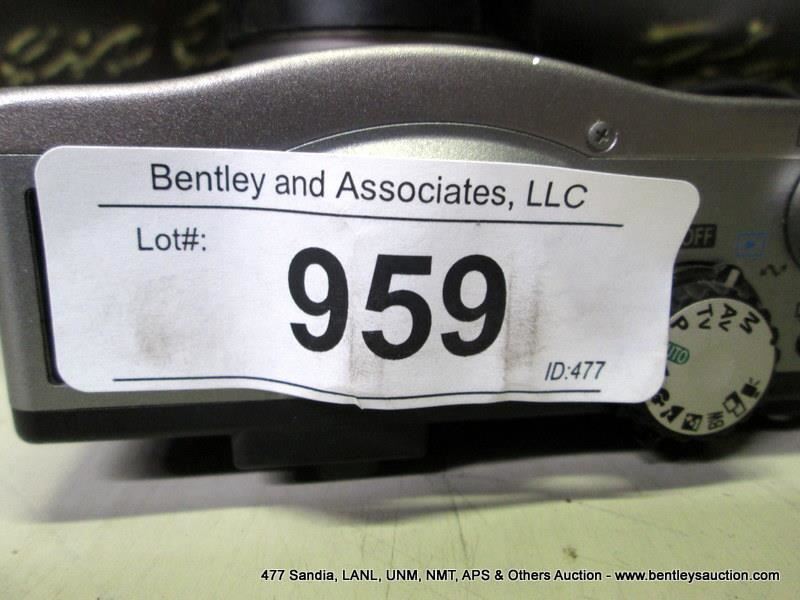 Bentley and Associates, LLC
Lot#:
959
ID:477
OFF
M
Av
Tv
P
AUTO
477 Sandia, LANL, UNM, NMT, APS & Others Auction - www.bentleysauction.com